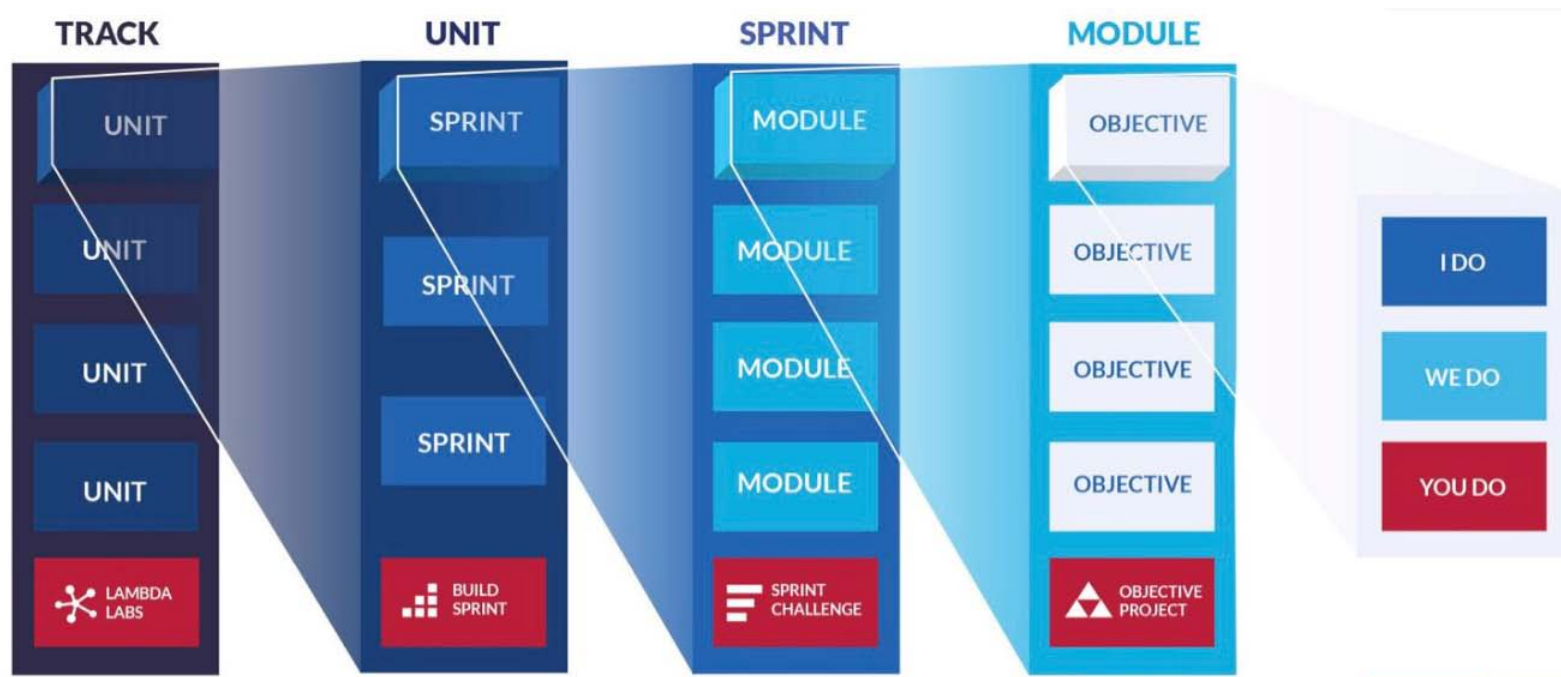 TRACK
UNIT
UNIT
UNIT
UNIT
LAMBDA
LABS
UNIT
SPRINT
SPRINT
SPRINT
BUILD
SPRINT
SPRINT
MODULE
MODULE
MODULE
MODULE
SPRINT
CHALLENGE
MODULE
OBJECTIVE
OBJECTIVE
OBJECTIVE
OBJECTIVE
OBJECTIVE
PROJECT
I DO
WE DO
YOU DO